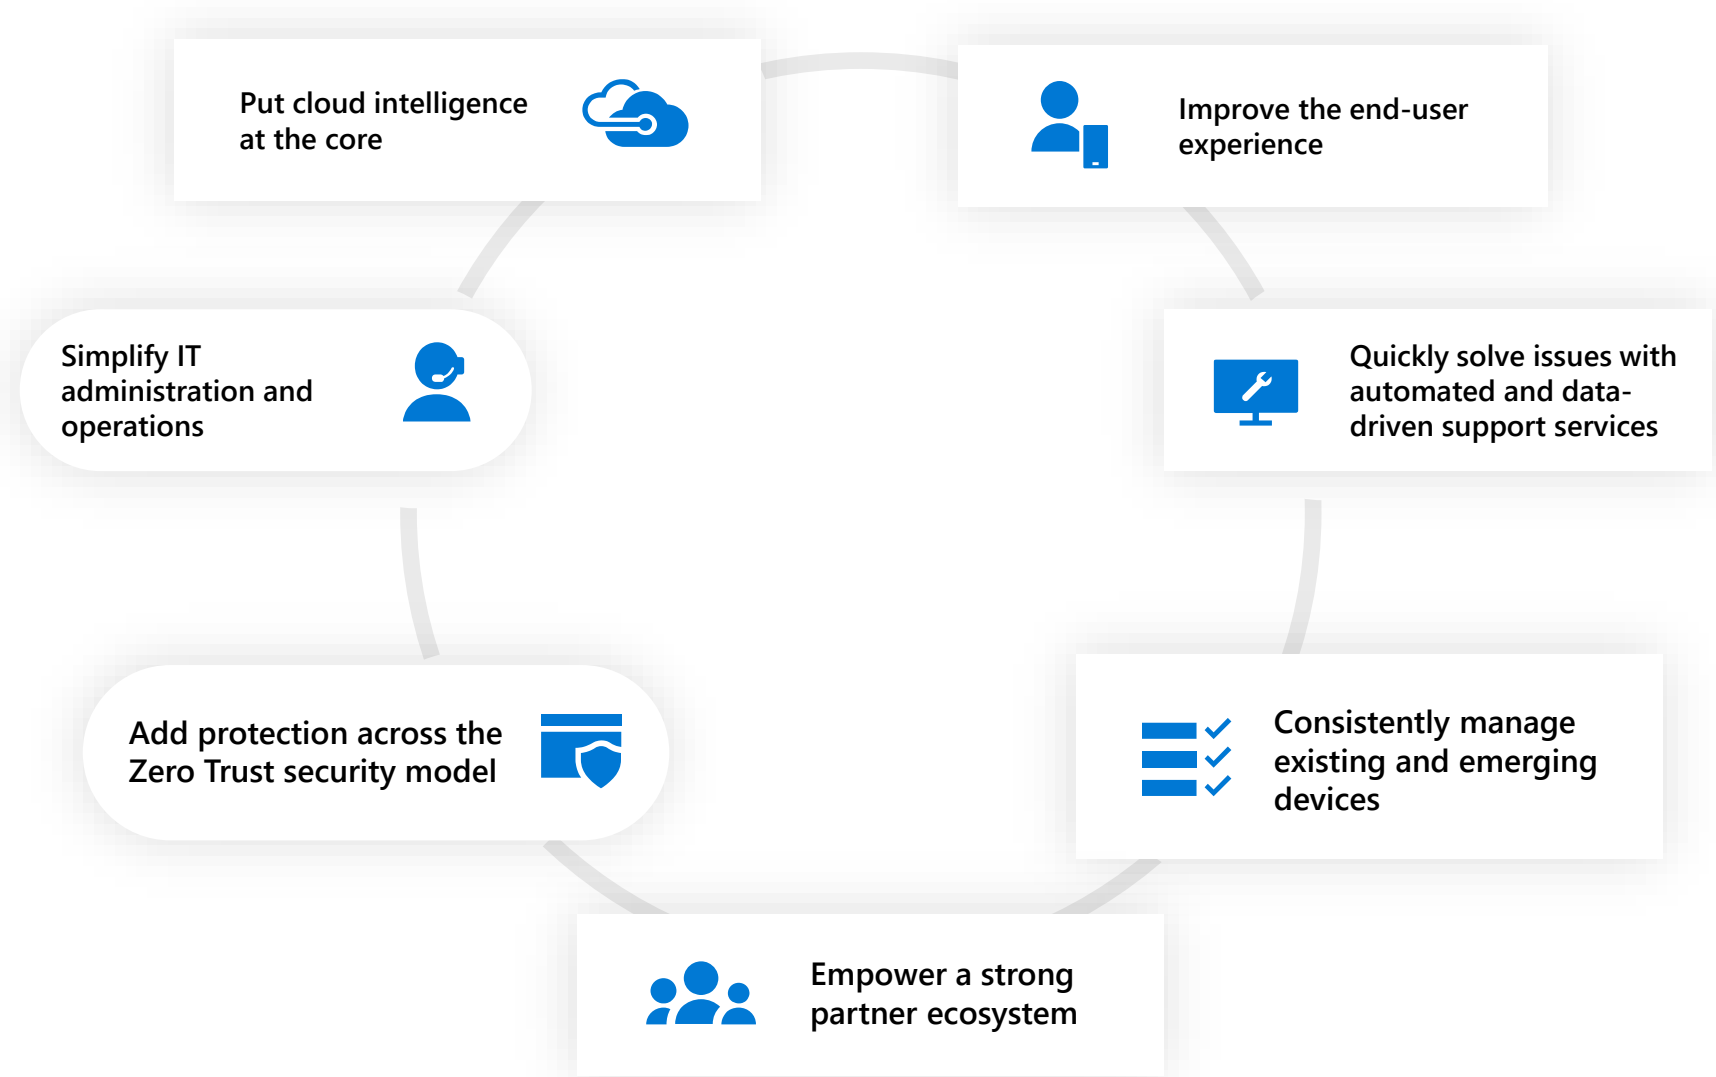 Put cloud intelligence
at the core
Improve the end-user
experience
Simplify IT
administration and
operations
Quickly solve issues with
automated and data-
driven support services
Add protection across the
Zero Trust security model
Consistently manage
existing and emerging
devices
Empower a strong
partner ecosystem